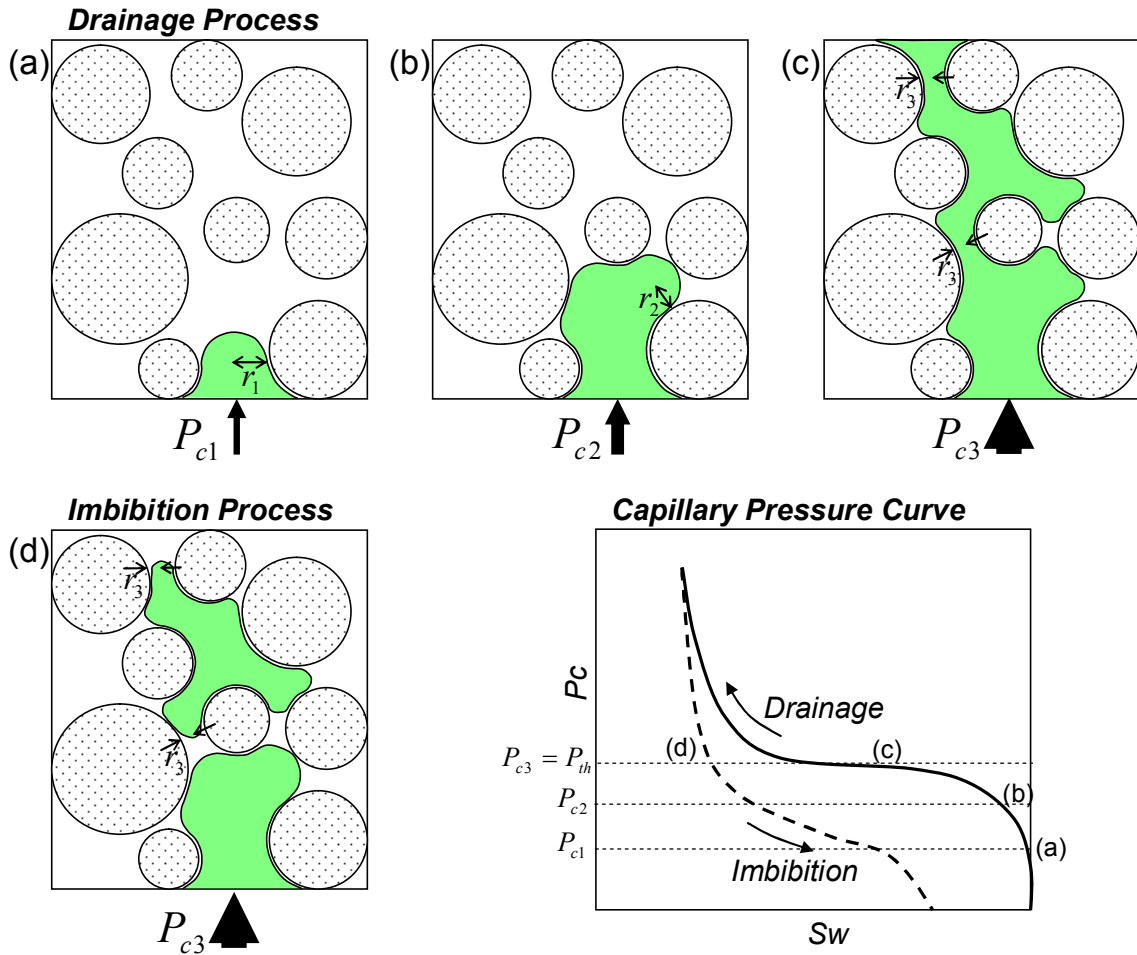 Drainage Process
(a)
r1
Pc1
(b)
r2
Pc2
(c)
r3
r3
Pc3
Imbibition Process
(d)
r3
r3
Pc3
Capillary Pressure Curve
Pc
Drainage
(d)
(c)
Pc3 = Pth
(b)
Pc2
Pc1
(a)
Imbibition
Sw